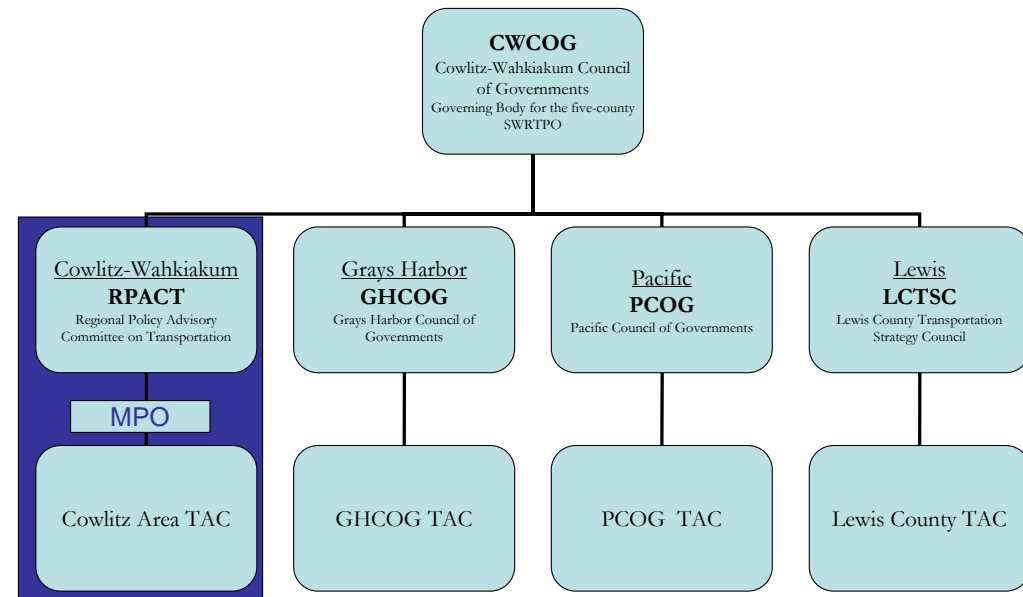 CWCOG
Cowlitz-Wahkiakum Council
of Governments
Governing Body for the five-county
SWRTPO
Cowlitz-Wahkiakum
RPACT
Regional Policy Advisory
Committee on Transportation
Grays Harbor
GHCOG
Grays Harbor Council of
Governments
Pacific
PCOG
Pacific Council of Governments
Lewis
LCTSC
Lewis County Transportation
Strategy Council
MPO
Cowlitz Area TAC
GHCOG TAC
PCOG TAC
Lewis County TAC